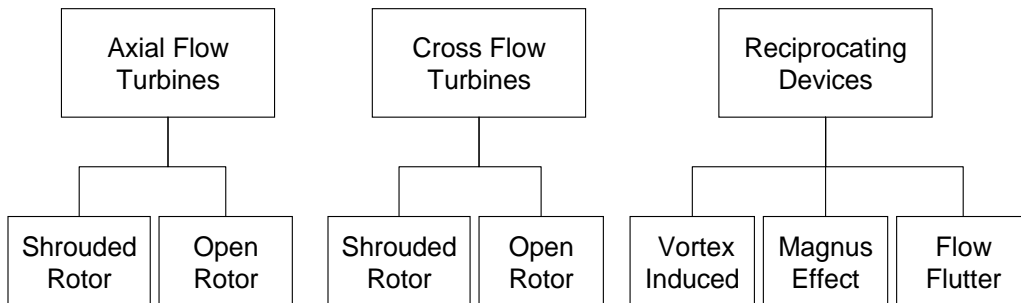 Axial Flow
Turbines
Cross Flow
Turbines
Reciprocating
Devices
Shrouded
Rotor
Open
Rotor
Shrouded
Rotor
Open
Rotor
Vortex
Induced
Magnus
Effect
Flow
Flutter